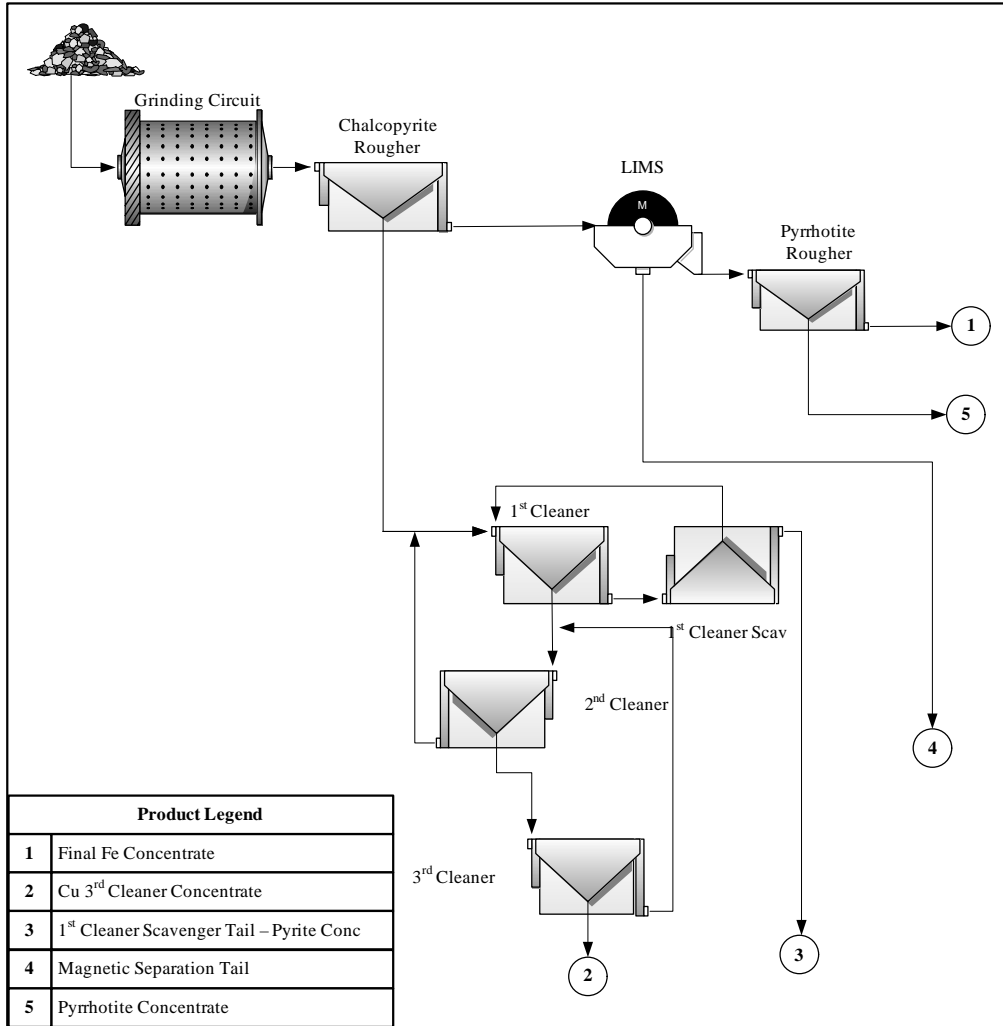 Grinding Circuit
Chalcopyrite
Rougher
LIMS
M
Pyrrhotite
Rougher
1
5
1st Cleaner
1st Cleaner Scav
2nd Cleaner
4
3rd Cleaner
3
2
Product Legend
1 Final Fe Concentrate
2 Cu 3rd Cleaner Concentrate
3 1st Cleaner Scavenger Tail – Pyrite Conc
4 Magnetic Separation Tail
5 Pyrrhotite Concentrate